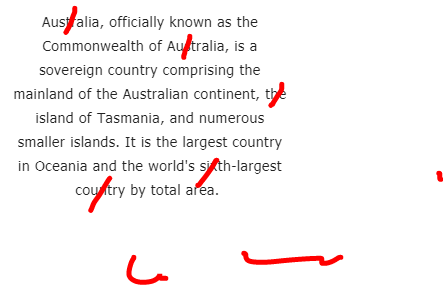 Australia, officially known as the
Commonwealth of Australia, is a
sovereign country comprising the
mainland of the Australian continent, the
island of Tasmania, and numerous
smaller islands. It is the largest country
in Oceania and the world's sixth-largest
country by total area.